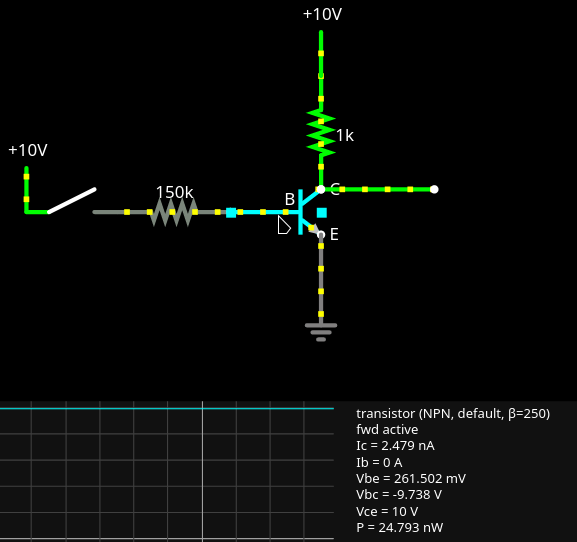 +10V
1k
+10V
150k
B
C
E
transistor (NPN, default, β=250)
fwd active
Ic = 2.479 nA
Ib = 0 A
Vbe = 261.502 mV
Vbc = -9.738 V
Vce = 10 V
P = 24.793 nW